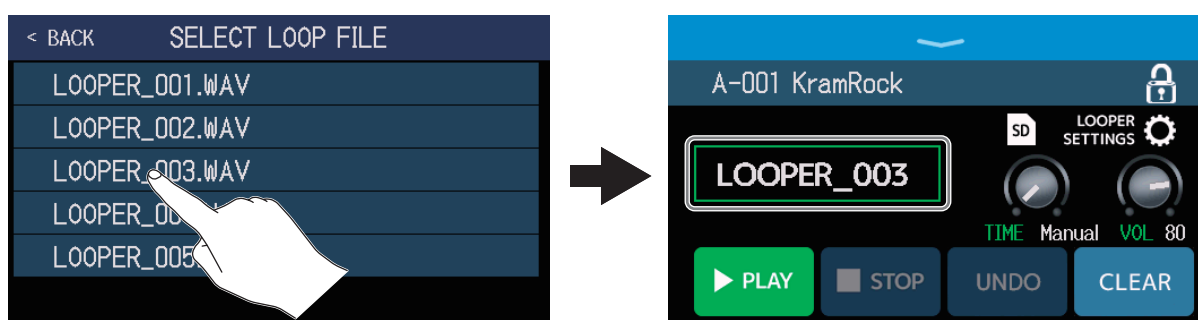 < BACK SELECT LOOP FILE
LOOPER_001.WAV
LOOPER_002.WAV
LOOPER_003.WAV
LOOPER_00
LOOPER_005
A-001 KramRock
SD LOOPER
SETTINGS
LOOPER_003
TIME Manual VOL 80
PLAY STOP UNDO CLEAR